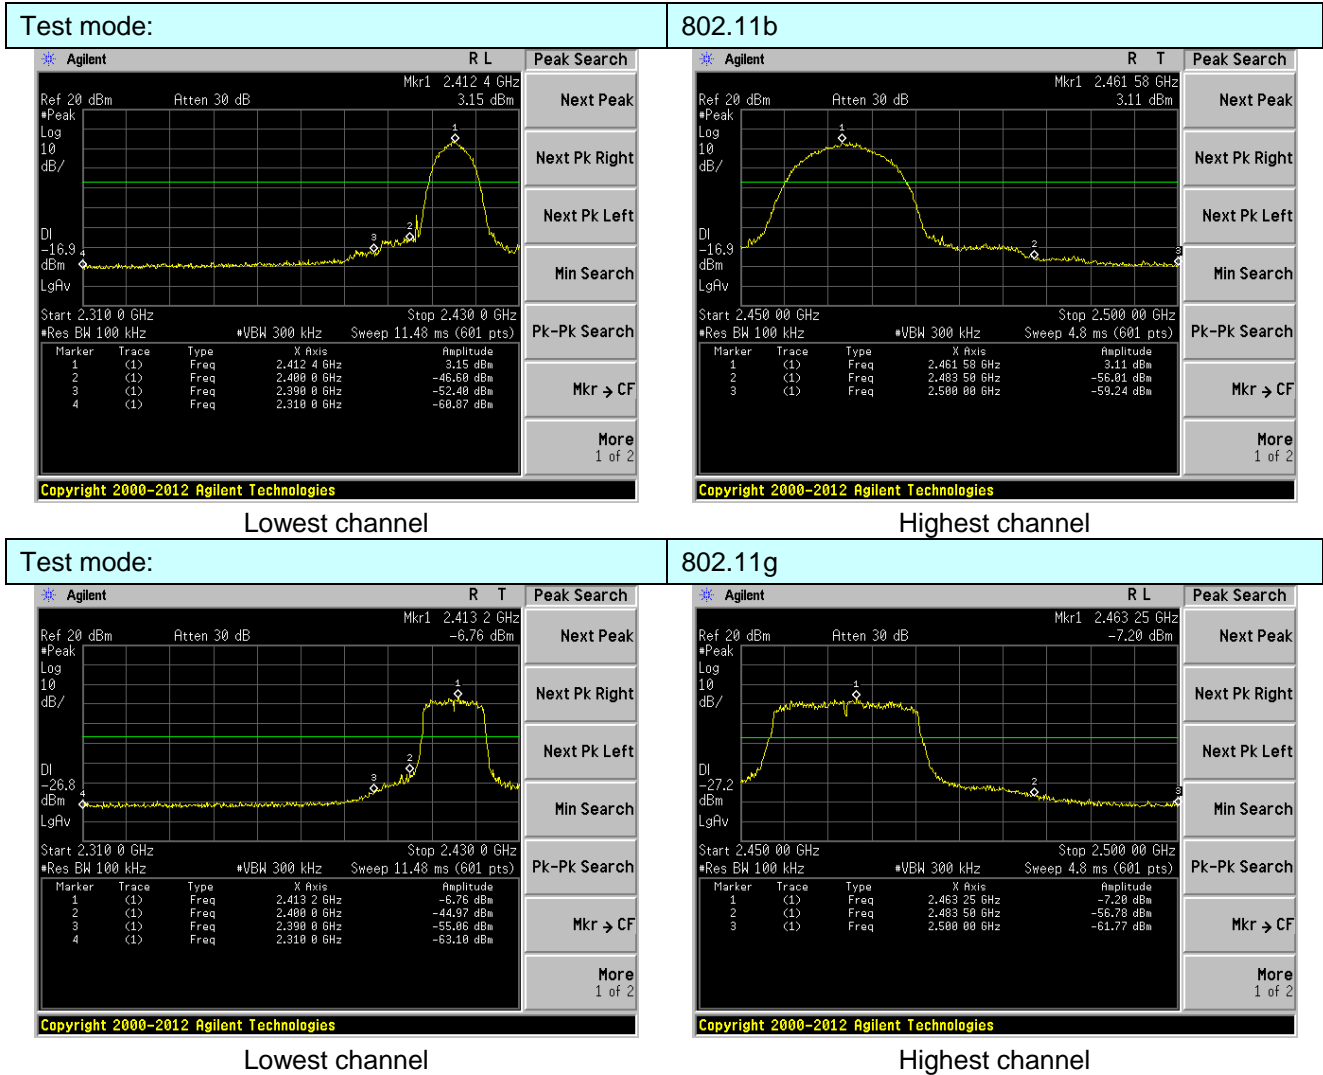 Test mode:
802.11b
Agilent
R L
Peak Search
Mkr1 2.412 4 GHz
Ref 20 dBm
Atten 30 dB
3.15 dBm
#Peak
Log
10
dB/
1
2
3
4
DI
-16.9
dBm
LgAv
Start 2.310 0 GHz
Stop 2.430 0 GHz
#Res BW 100 kHz
#VBW 300 kHz
Sweep 11.48 ms (601 pts)
Marker Trace Type X Axis Amplitude
1 (1) Freq 2.412 4 GHz 3.15 dBm
2 (1) Freq 2.400 0 GHz -46.60 dBm
3 (1) Freq 2.390 0 GHz -52.40 dBm
4 (1) Freq 2.310 0 GHz -60.87 dBm
Next Peak
Next Pk Right
Next Pk Left
Min Search
Pk-Pk Search
Mkr → CF
More
1 of 2
Copyright 2000-2012 Agilent Technologies
Lowest channel
Agilent
R T
Peak Search
Mkr1 2.461 58 GHz
Ref 20 dBm
Atten 30 dB
3.11 dBm
#Peak
Log
10
dB/
1
2
3
DI
-16.9
dBm
LgAv
Start 2.450 00 GHz
Stop 2.500 00 GHz
#Res BW 100 kHz
#VBW 300 kHz
Sweep 4.8 ms (601 pts)
Marker Trace Type X Axis Amplitude
1 (1) Freq 2.461 58 GHz 3.11 dBm
2 (1) Freq 2.483 50 GHz -56.01 dBm
3 (1) Freq 2.500 00 GHz -59.24 dBm
Next Peak
Next Pk Right
Next Pk Left
Min Search
Pk-Pk Search
Mkr → CF
More
1 of 2
Copyright 2000-2012 Agilent Technologies
Highest channel
Test mode:
802.11g
Agilent
R T
Peak Search
Mkr1 2.413 2 GHz
Ref 20 dBm
Atten 30 dB
-6.76 dBm
#Peak
Log
10
dB/
1
2
3
4
DI
-26.8
dBm
LgAv
Start 2.310 0 GHz
Stop 2.430 0 GHz
#Res BW 100 kHz
#VBW 300 kHz
Sweep 11.48 ms (601 pts)
Marker Trace Type X Axis Amplitude
1 (1) Freq 2.413 2 GHz -6.76 dBm
2 (1) Freq 2.400 0 GHz -44.97 dBm
3 (1) Freq 2.390 0 GHz -55.06 dBm
4 (1) Freq 2.310 0 GHz -63.10 dBm
Next Peak
Next Pk Right
Next Pk Left
Min Search
Pk-Pk Search
Mkr → CF
More
1 of 2
Copyright 2000-2012 Agilent Technologies
Lowest channel
Agilent
R L
Peak Search
Mkr1 2.463 25 GHz
Ref 20 dBm
Atten 30 dB
-7.20 dBm
#Peak
Log
10
dB/
1
2
3
DI
-27.2
dBm
LgAv
Start 2.450 00 GHz
Stop 2.500 00 GHz
#Res BW 100 kHz
#VBW 300 kHz
Sweep 4.8 ms (601 pts)
Marker Trace Type X Axis Amplitude
1 (1) Freq 2.463 25 GHz -7.20 dBm
2 (1) Freq 2.483 50 GHz -56.78 dBm
3 (1) Freq 2.500 00 GHz -61.77 dBm
Next Peak
Next Pk Right
Next Pk Left
Min Search
Pk-Pk Search
Mkr → CF
More
1 of 2
Copyright 2000-2012 Agilent Technologies
Highest channel